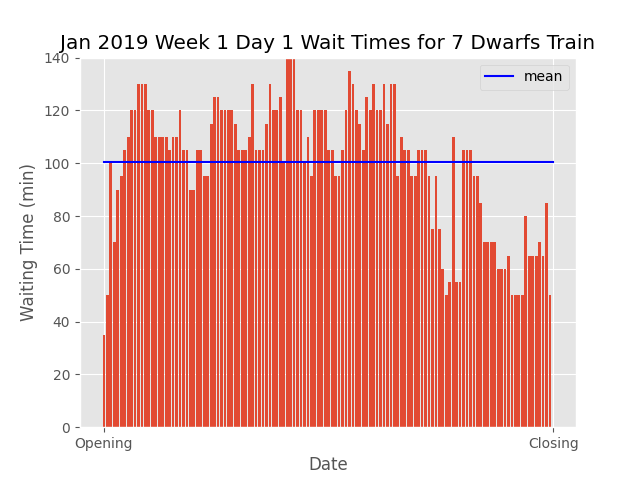 Jan 2019 Week 1 Day 1 Wait Times for 7 Dwarfs Train
mean
140
120
100
80
60
40
20
0
Waiting Time (min)
Opening
Closing
Date